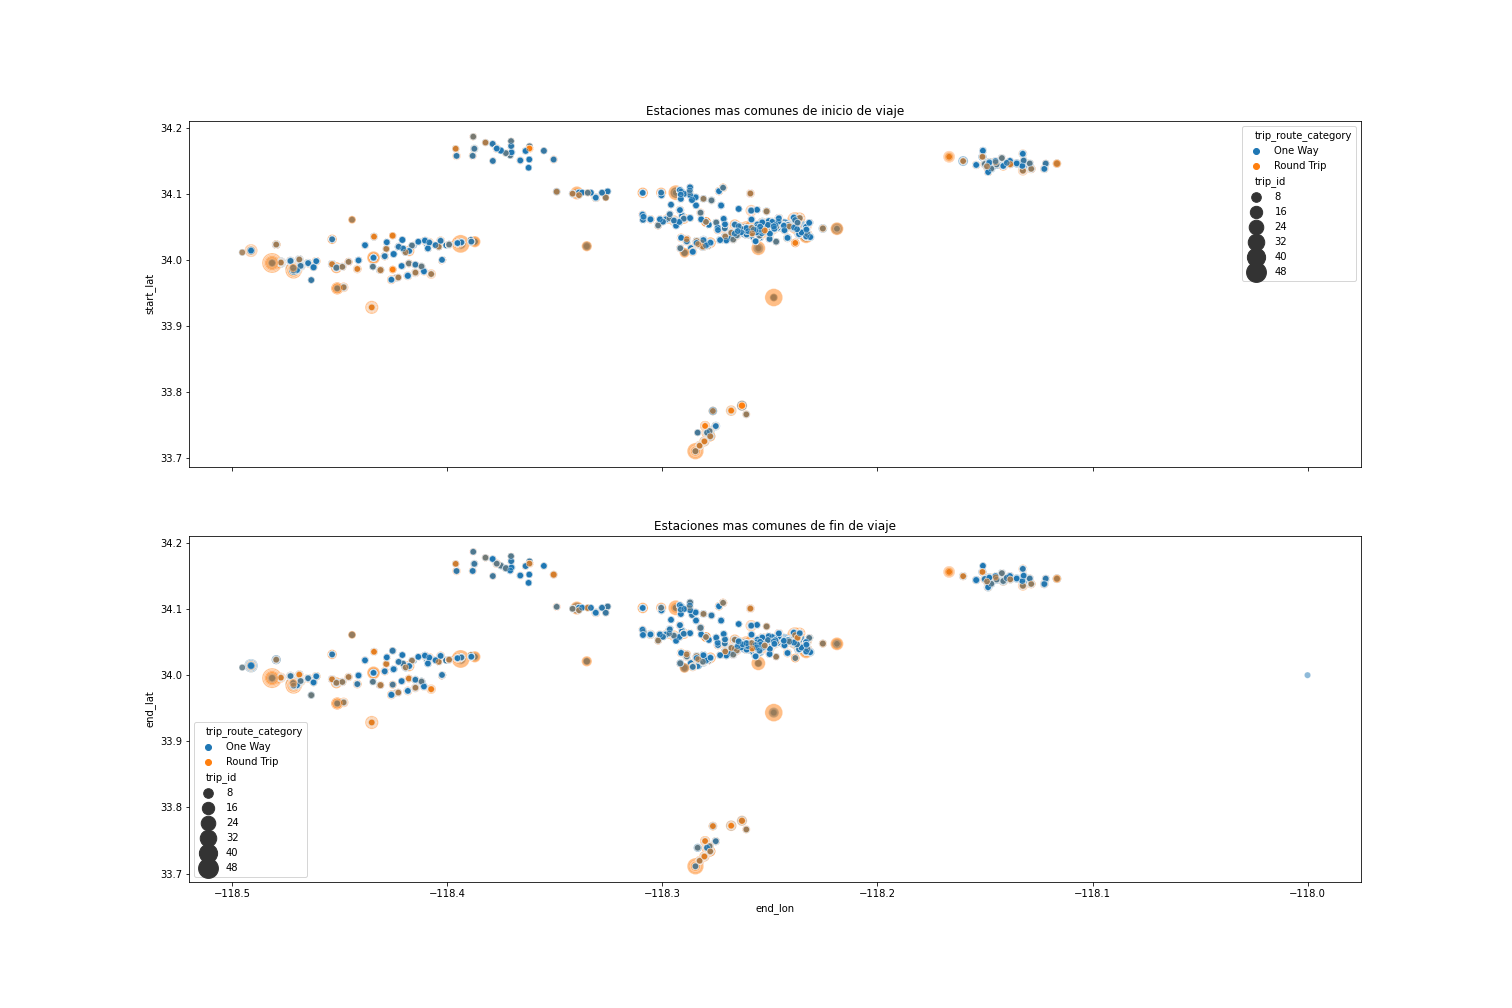 Estaciones mas comunes de inicio de viaje
34.2
34.1
34.0
33.9
33.8
33.7
start_lat
trip_route_category
One Way
Round Trip
trip_id
8
16
24
32
40
48
Estaciones mas comunes de fin de viaje
34.2
34.1
34.0
33.9
33.8
33.7
end_lat
trip_route_category
One Way
Round Trip
trip_id
8
16
24
32
40
48
−118.5 −118.4 −118.3 −118.2 −118.1 −118.0
end_lon